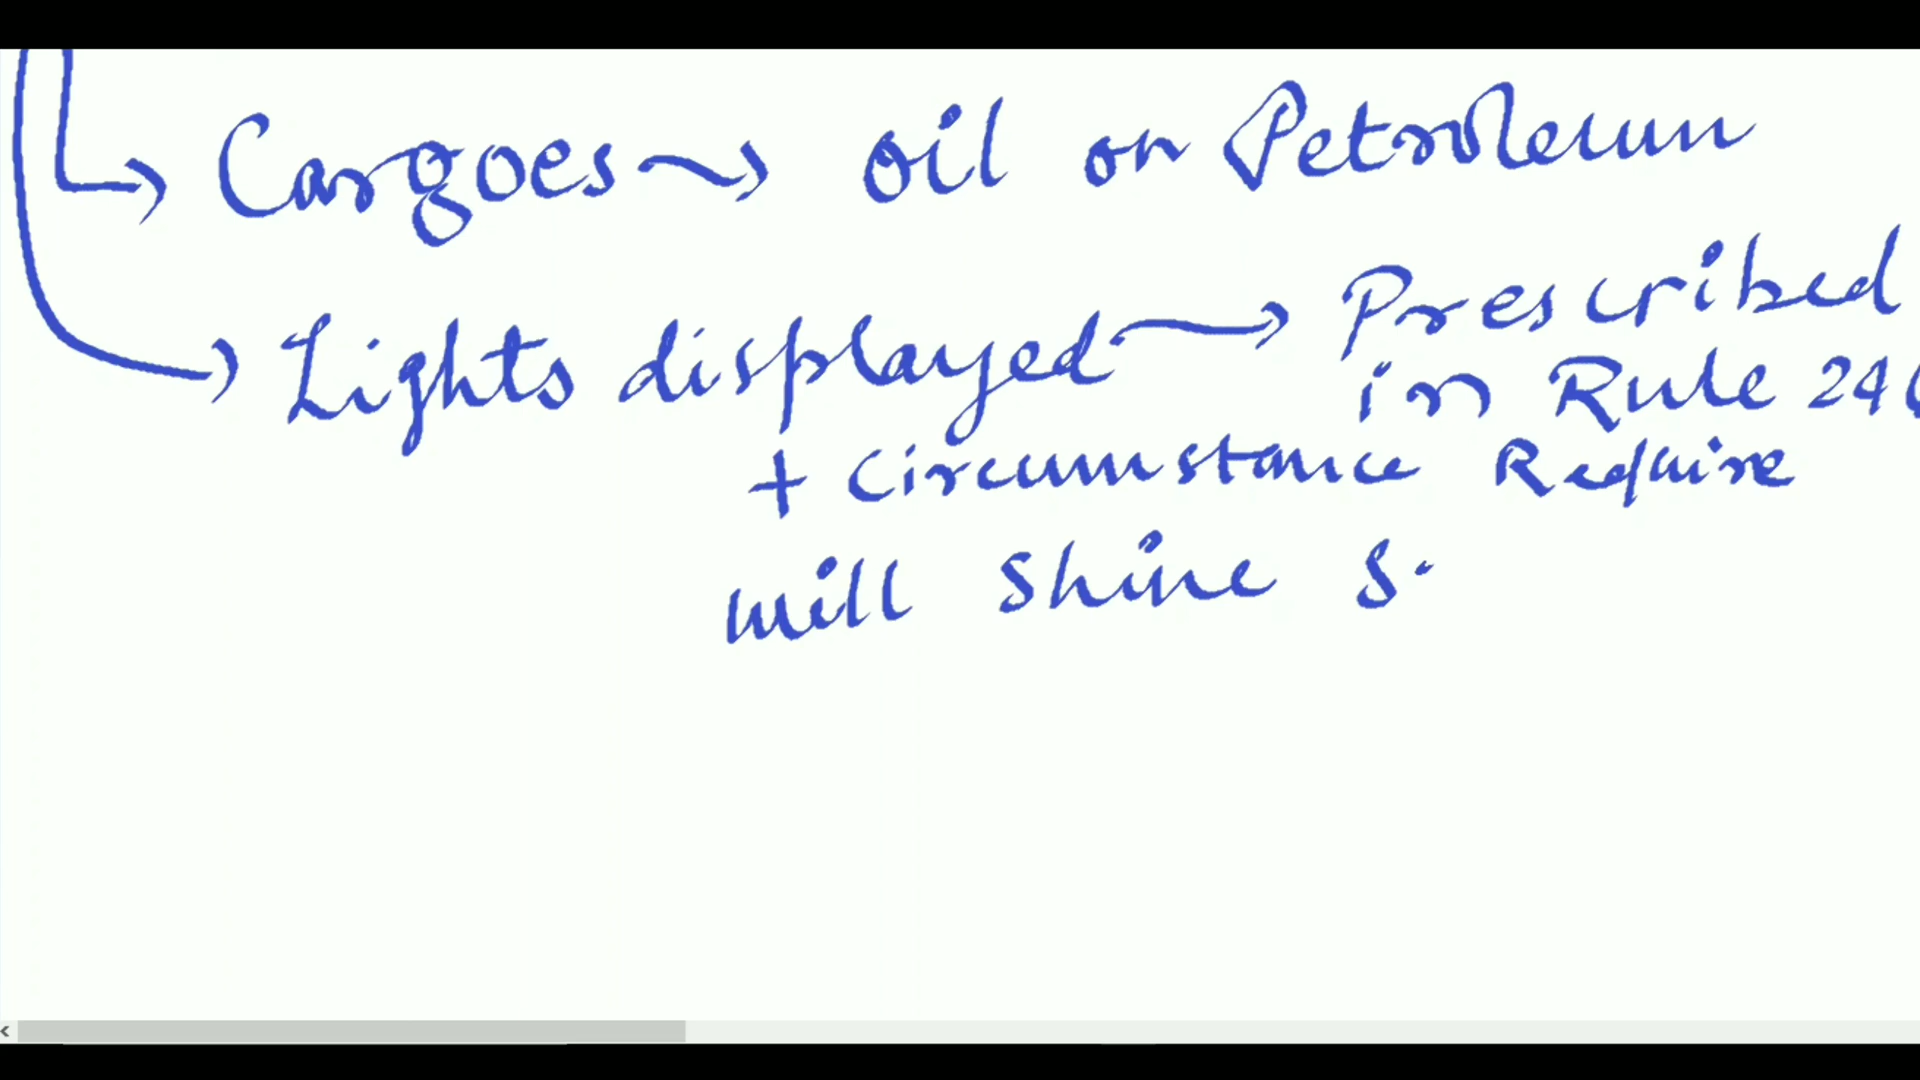 Cargoes → Oil or Petroleum
Lights displayed → Prescribed
in Rule 24
+ Circumstance Require
will shine